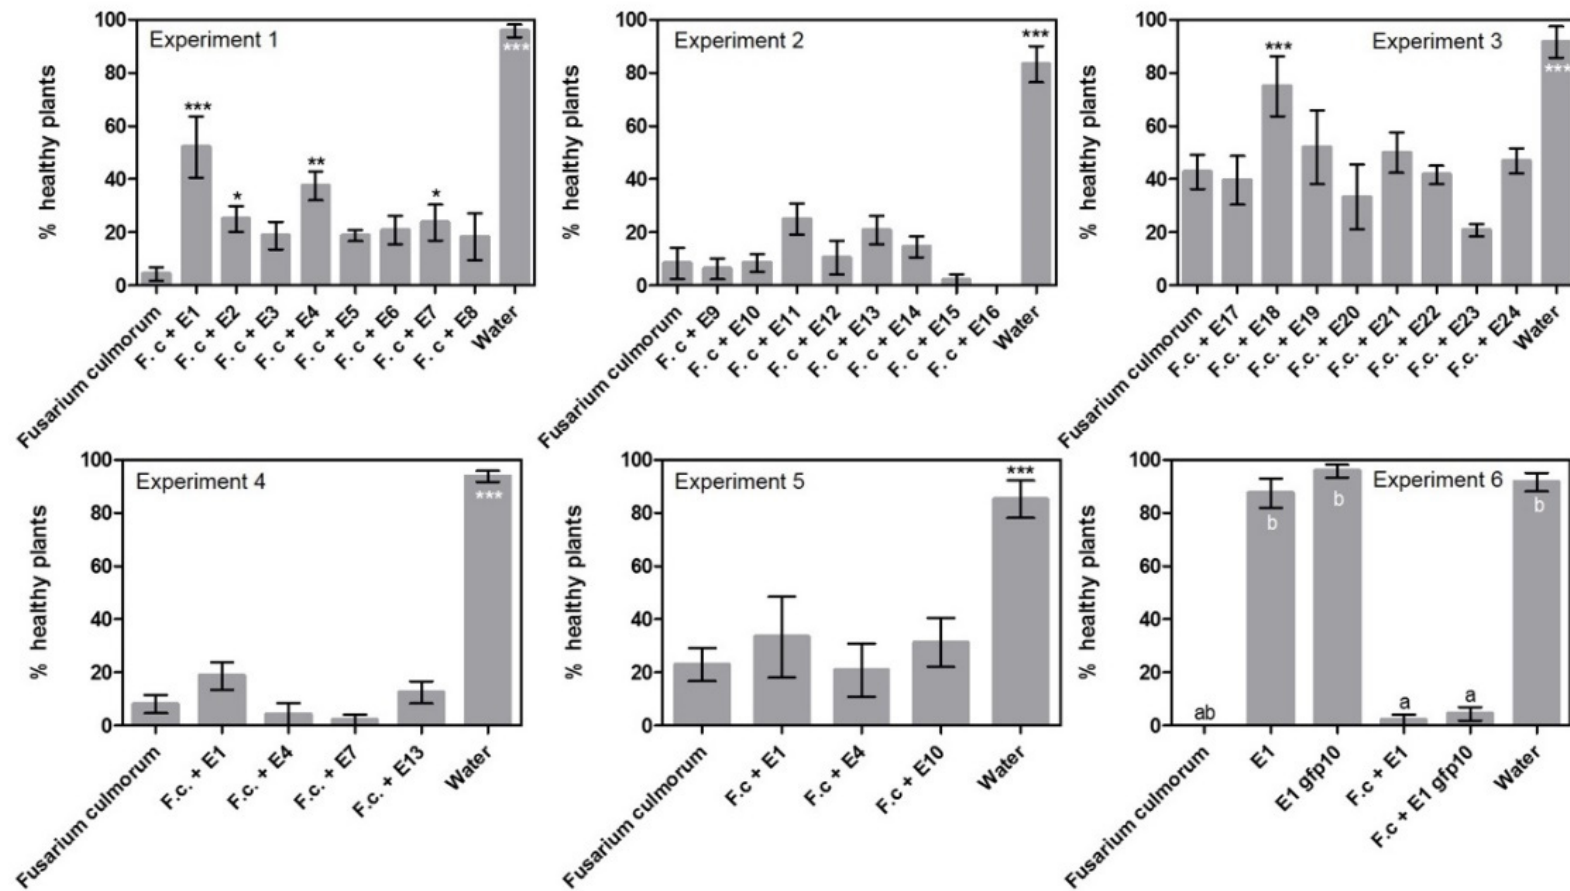 Experiment 1
% healthy plants
100
80
60
40
20
0
***
*
**
*
***
Fusarium culmorum
F. c + E1
F. c + E2
F. c + E3
F. c + E4
F. c + E5
F. c + E6
F. c + E7
F. c + E8
Water
Experiment 2
% healthy plants
100
80
60
40
20
0
***
Fusarium culmorum
F. c + E9
F. c + E10
F. c + E11
F. c + E12
F. c + E13
F. c + E14
F. c + E15
F. c + E16
Water
Experiment 3
% healthy plants
100
80
60
40
20
0
***
***
Fusarium culmorum
F.c. + E17
F.c. + E18
F.c. + E19
F.c. + E20
F.c. + E21
F.c. + E22
F.c. + E23
F.c. + E24
Water
Experiment 4
% healthy plants
100
80
60
40
20
0
***
Fusarium culmorum
F.c. + E1
F.c. + E4
F.c. + E7
F.c. + E13
Water
Experiment 5
% healthy plants
100
80
60
40
20
0
***
Fusarium culmorum
F.c + E1
F.c + E4
F.c + E10
Water
Experiment 6
% healthy plants
100
80
60
40
20
0
ab
b
b
a
a
b
Fusarium culmorum
E1
E1 gfp10
F.c + E1
F.c + E1 gfp10
Water